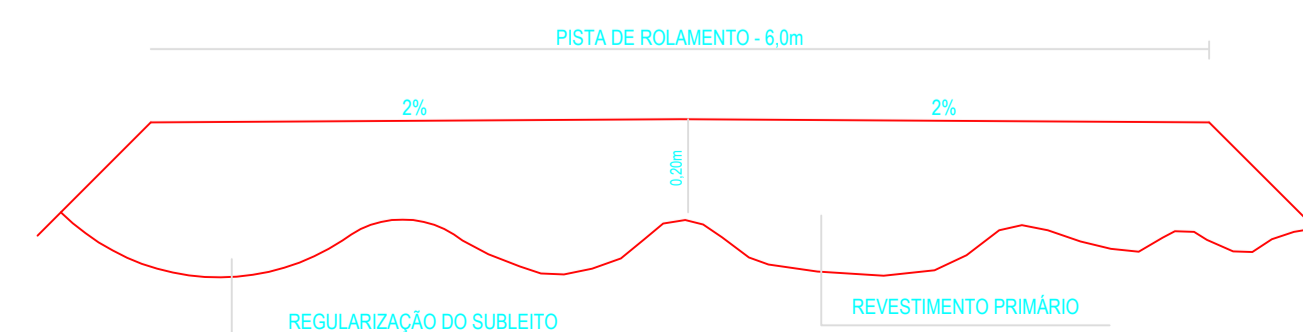 PISTA DE ROLAMENTO - 6,0m
2% 2%
0,20m
REVESTIMENTO PRIMÁRIO
REGULARIZAÇÃO DO SUBLEITO